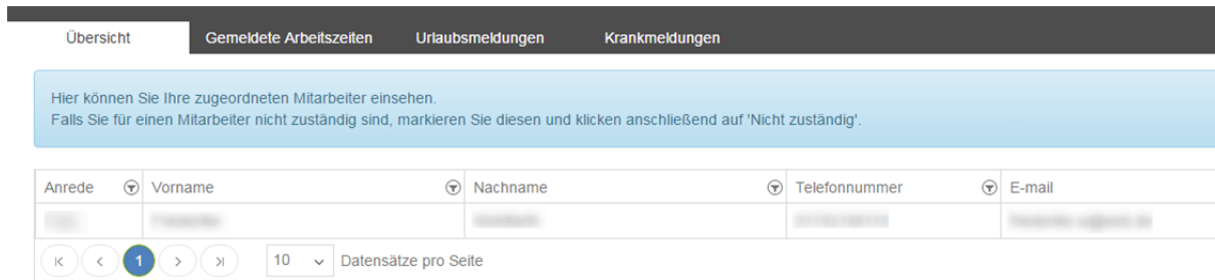 Übersicht Gemeldete Arbeitszeiten Urlaubsmeldungen Krankmeldungen
Hier können Sie Ihre zugeordneten Mitarbeiter einsehen.
Falls Sie für einen Mitarbeiter nicht zuständig sind, markieren Sie diesen und klicken anschließend auf 'Nicht zuständig'.
Anrede Vorname Nachname Telefonnummer E-mail
1 10 Datensätze pro Seite